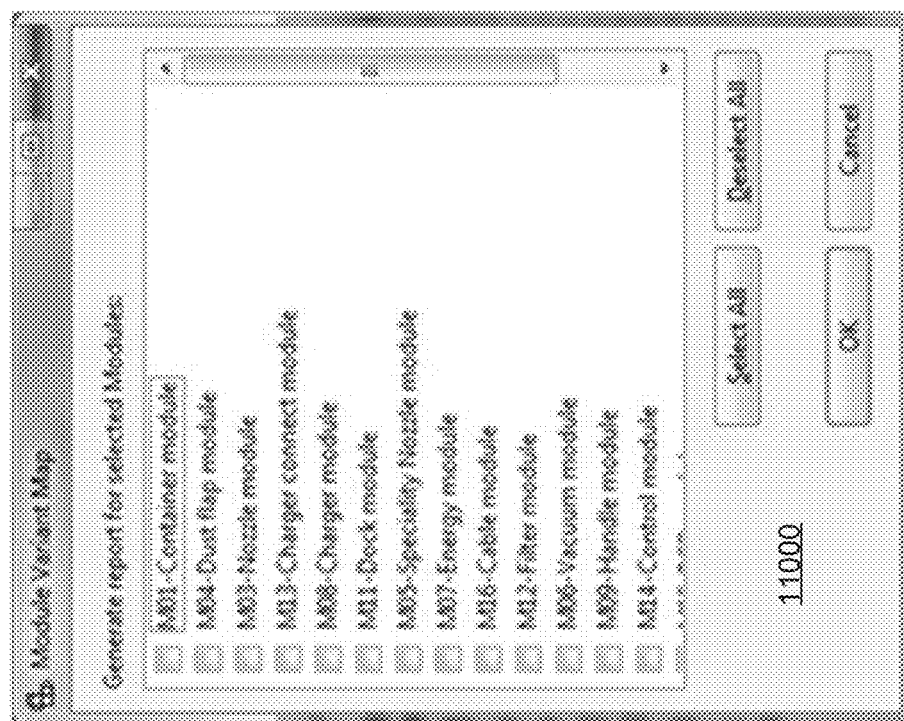 Module Variant Map
Generate report for selected Modules:
M01-Container module
M04-Dust flap module
M03-Nozzle module
M13-Charger connect module
M08-Charger module
M11-Dock module
M05-Speciality Nozzle module
M07-Energy module
M16-Cable module
M12-Filter module
M06-Vacuum module
M09-Handle module
M14-Control module
Select All
Deselect All
OK
Cancel
11000